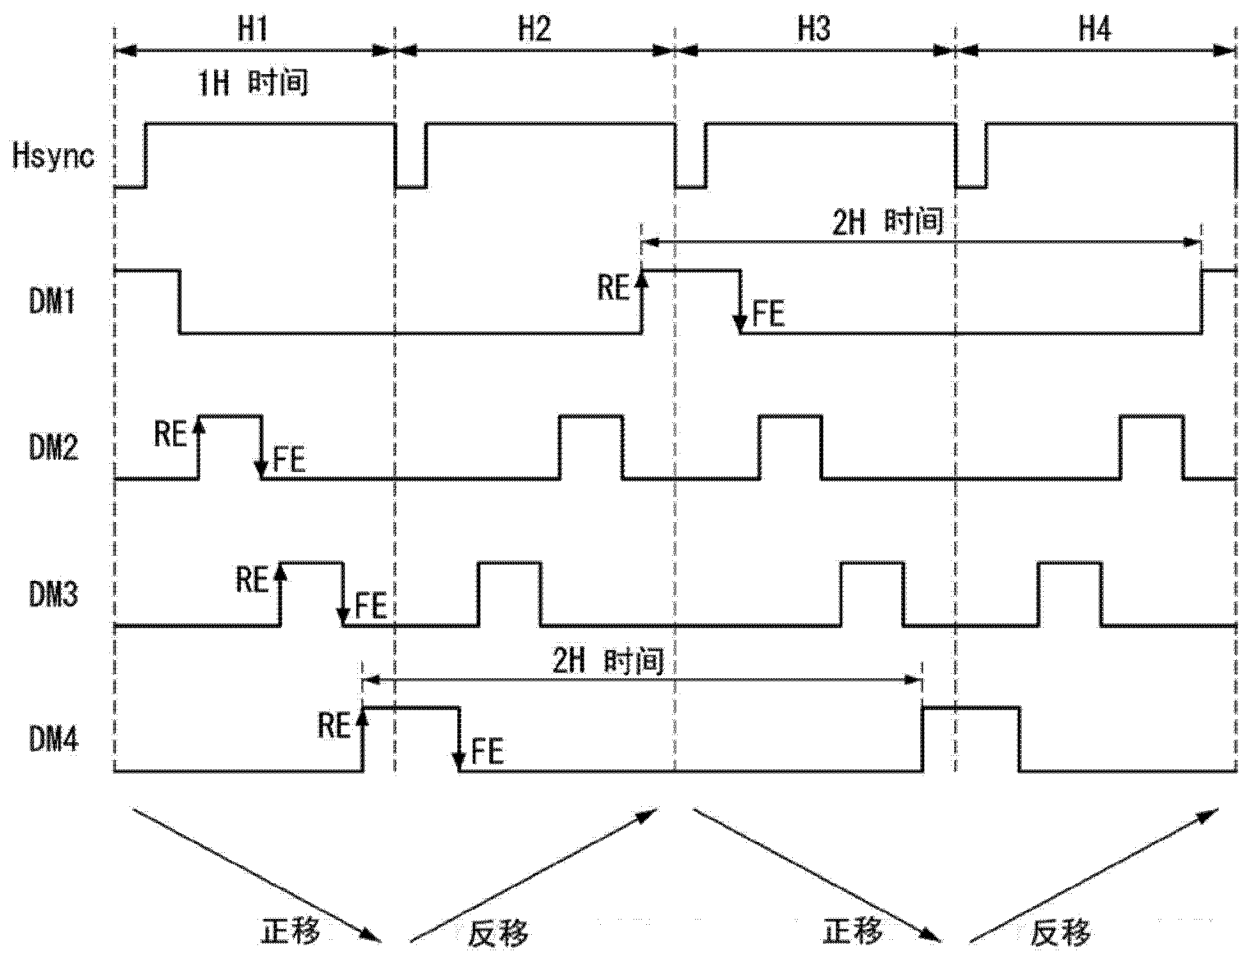 H1 H2 H3 H4
1H 时间
Hsync
2H 时间
DM1 RE FE
DM2 RE FE
DM3 RE FE
2H 时间
DM4 RE FE
正移 反移 正移 反移